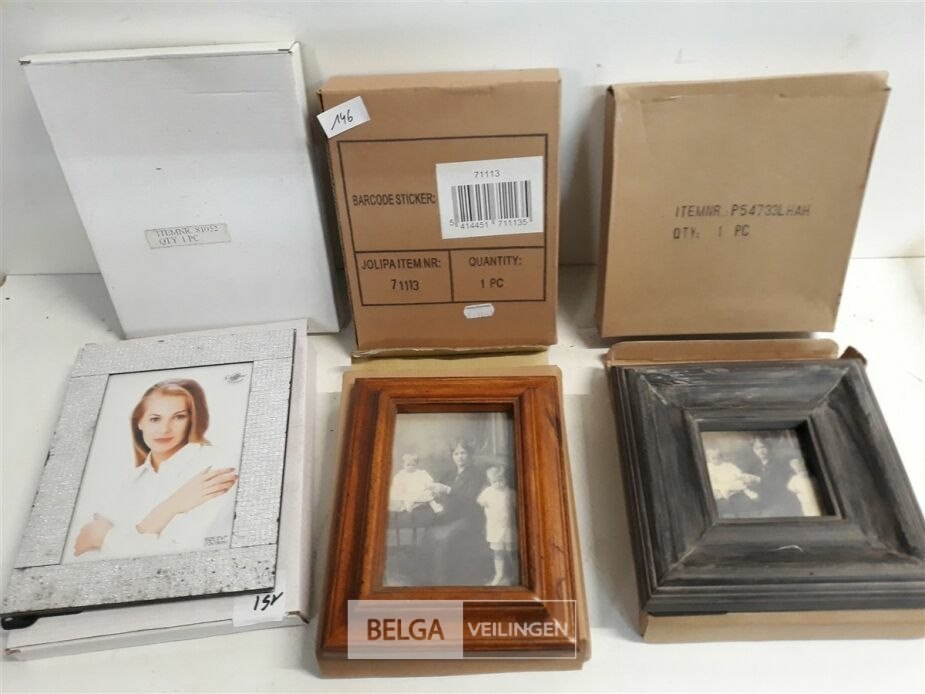 ITEMNR. 81052
QTY 1 PC
146
71113
BARCODE STICKER:
5 414451 711135
JOLIPA ITEM NR:
71113
QUANTITY:
1 PC
ITEMNR. P54733LHAH
QTY: 1 PC
BELGA VEILINGEN